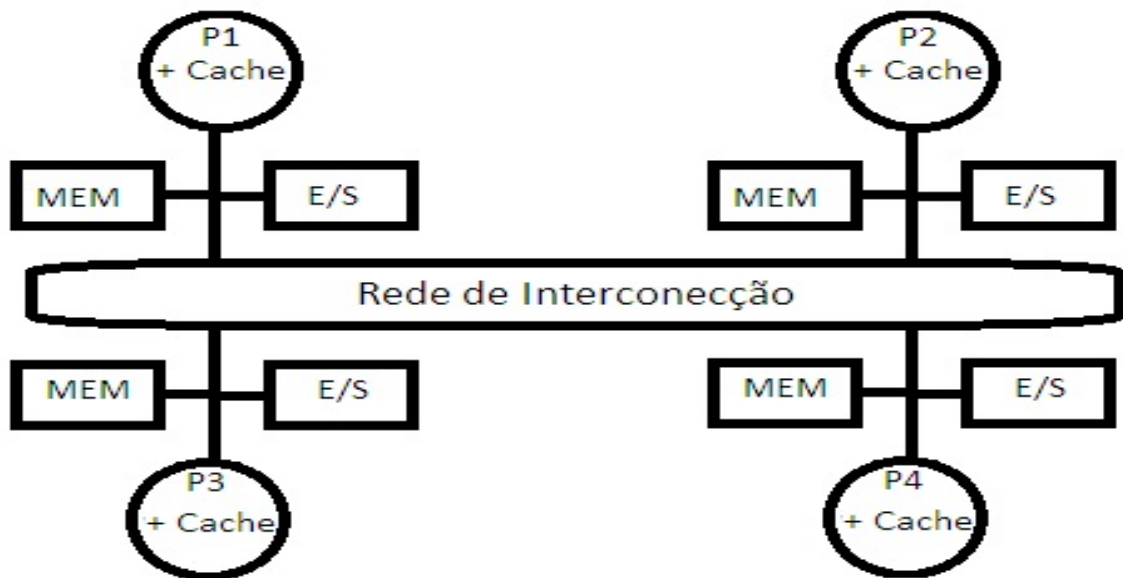 P1
+ Cache
P2
+ Cache
MEM
E/S
MEM
E/S
Rede de Interconecção
MEM
E/S
MEM
E/S
P3
+ Cache
P4
+ Cache